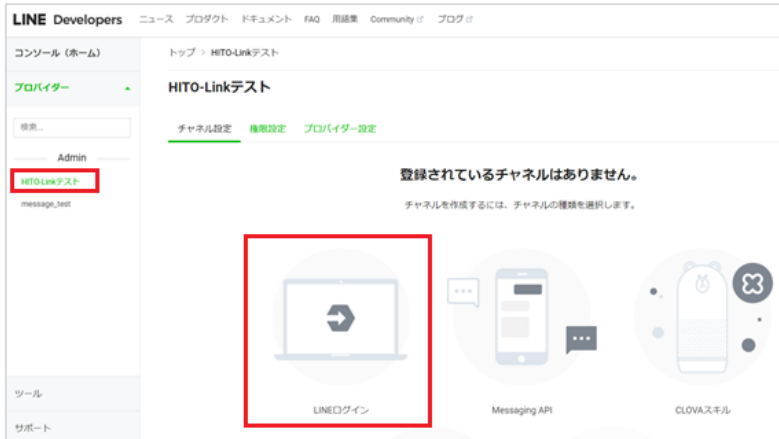 LINE Developers ニュース プロダクト ドキュメント FAQ 用語集 Community ブログ
コンソール（ホーム）
トップ > HITO-Linkテスト
プロバイダー
HITO-Linkテスト
検索...
チャネル設定 権限設定 プロバイダー設定
Admin
HITO-Linkテスト
message_test
登録されているチャネルはありません。
チャネルを作成するには、チャネルの種類を選択します。
LINEログイン
Messaging API
CLOVAスキル
ツール
サポート